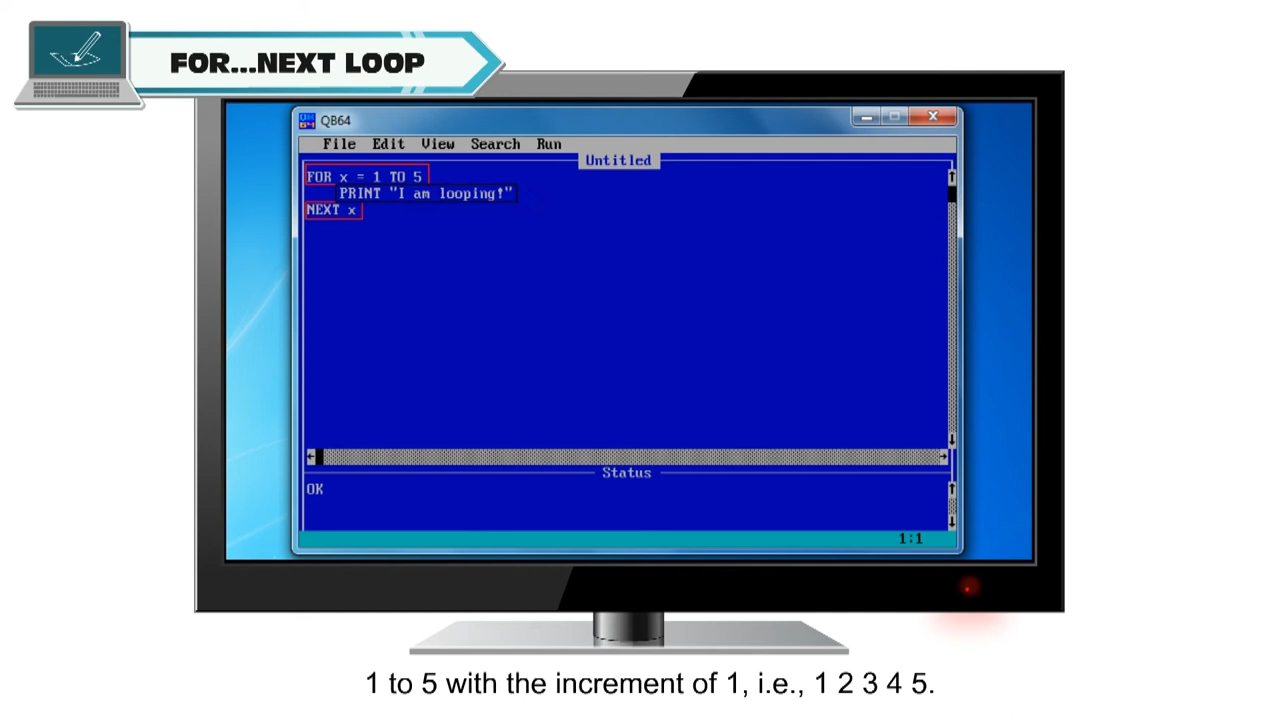 FOR...NEXT LOOP
QB64
File Edit View Search Run
Untitled
FOR x = 1 TO 5
PRINT "I am looping!"
NEXT x
Status
OK
1:1
1 to 5 with the increment of 1, i.e., 1 2 3 4 5.